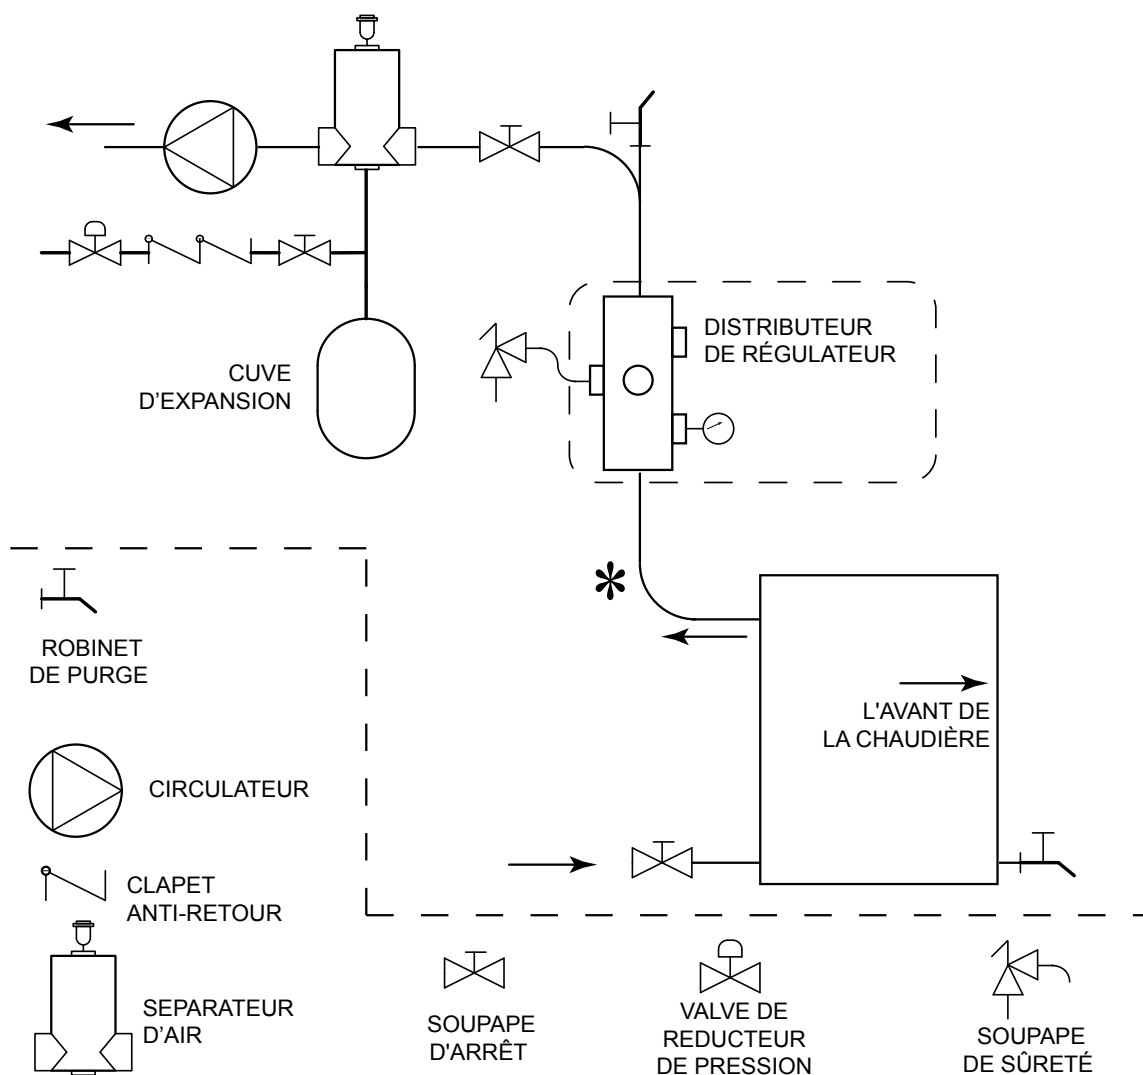 DISTRIBUTEUR
DE RÉGULATEUR
CUVE
D'EXPANSION
*
L'AVANT DE
LA CHAUDIÈRE
ROBINET
DE PURGE
CIRCULATEUR
CLAPET
ANTI-RETOUR
SEPARATEUR
D'AIR
SOUPAPE
D'ARRÊT
VALVE DE
REDUCTEUR
DE PRESSION
SOUPAPE
DE SÛRETÉ